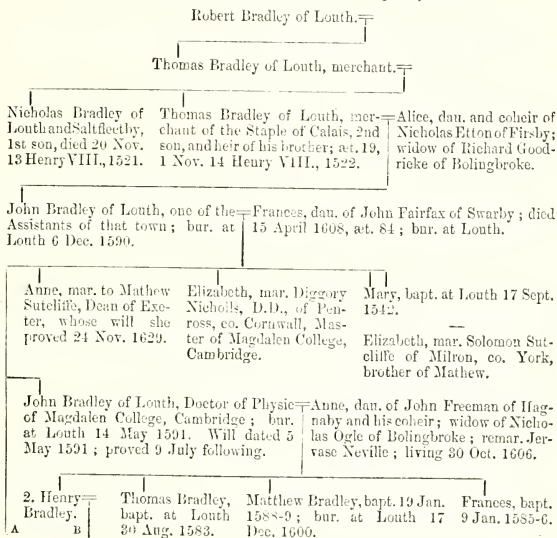 Robert Bradley of Louth.
Thomas Bradley of Louth, merchant.
Nicholas Bradley of
Louth and Saltfleetby,
1st son, died 20 Nov.
13 Henry VIII., 1521.
Thomas Bradley of Louth, mer-
chant of the Staple of Calais, 2nd
son, and heir of his brother; æt. 19,
1 Nov. 14 Henry VIII., 1522.
Alice, dau. and coheir of
Nicholas Etton of Firsby;
widow of Richard Good-
ricke of Bolingbroke.
John Bradley of Louth, one of the
Assistants of that town; bur. at
Louth 6 Dec. 1590.
Frances, dau. of John Fairfax of Swarby; died
15 April 1608, æt. 84; bur. at Louth.
Anne, mar. to Mathew
Sutcliffe, Dean of Exe-
ter, whose will she
proved 24 Nov. 1629.
Elizabeth, mar. Diggory
Nicholls, D.D., of Pen-
ross, co. Cornwall, Mas-
ter of Magdalen College,
Cambridge.
Mary, bapt. at Louth 17 Sept.
1542.
—
Elizabeth, mar. Solomon Sut-
cliffe of Milron, co. York,
brother of Mathew.
John Bradley of Louth, Doctor of Physic
of Magdalen College, Cambridge; bur.
at Louth 14 May 1591. Will dated 5
May 1591; proved 9 July following.
Anne, dau. of John Freeman of Hag-
naby and his coheir; widow of Nicho-
las Ogle of Bolingbroke; remar. Jer-
vase Neville; living 30 Oct. 1606.
2. Henry
Bradley.
A B
Thomas Bradley,
bapt. at Louth
30 Aug. 1583.
Matthew Bradley, bapt. 19 Jan.
1588-9; bur. at Louth 17
Dec. 1600.
Frances, bapt.
9 Jan. 1585-6.